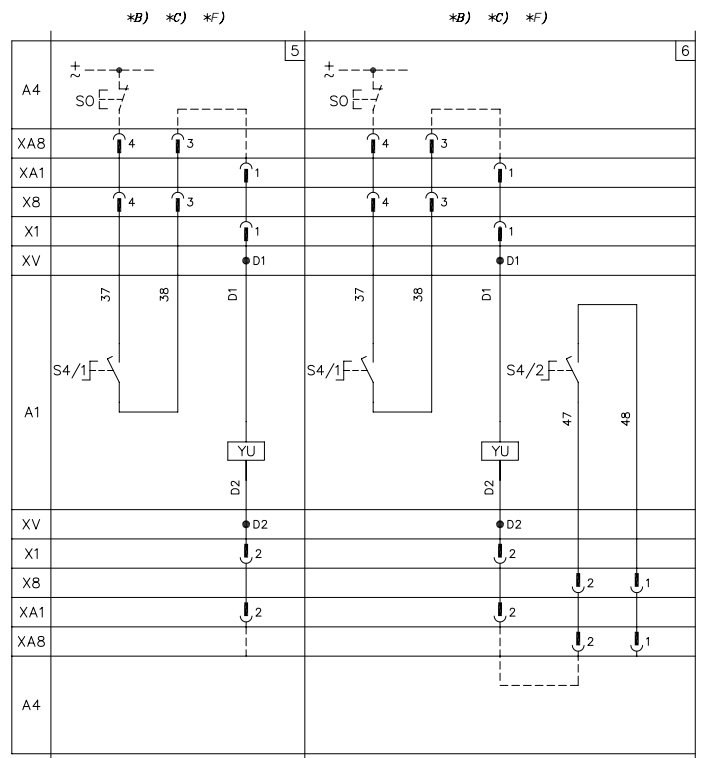 *B) *C) *F) *B) *C) *F)
5 6
A4 S0 S0
XA8 4 3 4 3
XA1 1 1
X8 4 3 4 3
X1 1 1
XV D1 D1
37 38 D1 37 38 D1
S4/1 S4/1 S4/2
A1 47 48
YU YU
D2 D2
XV D2 D2
X1 2 2
X8 2 1
XA1 2 2
XA8 2 1
A4